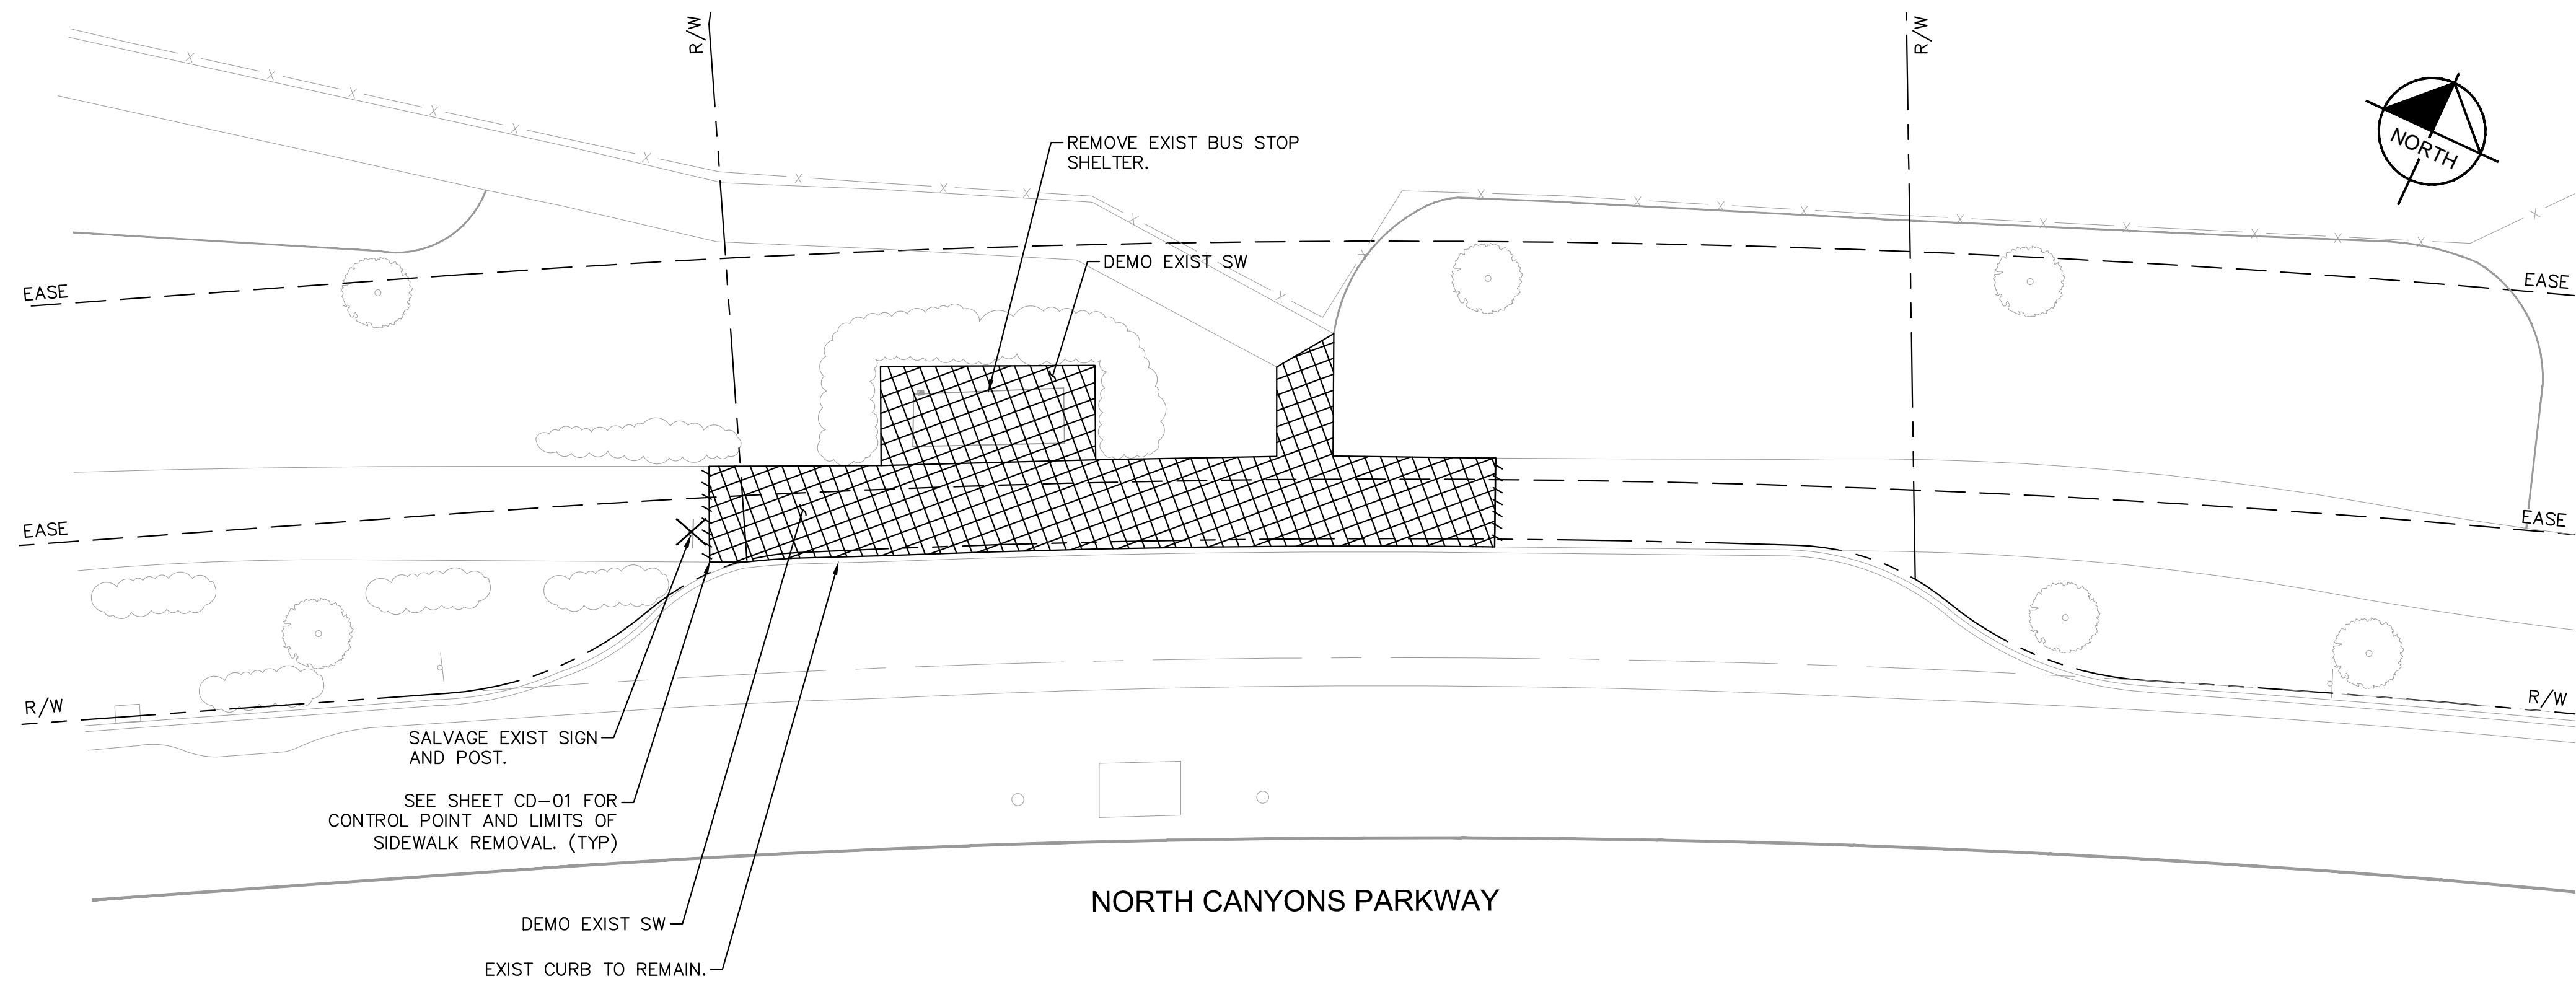 R/W
R/W
NORTH
REMOVE EXIST BUS STOP
SHELTER.
DEMO EXIST SW
EASE
EASE
EASE
EASE
R/W
R/W
SALVAGE EXIST SIGN
AND POST.
SEE SHEET CD-01 FOR
CONTROL POINT AND LIMITS OF
SIDEWALK REMOVAL. (TYP)
NORTH CANYONS PARKWAY
DEMO EXIST SW
EXIST CURB TO REMAIN.